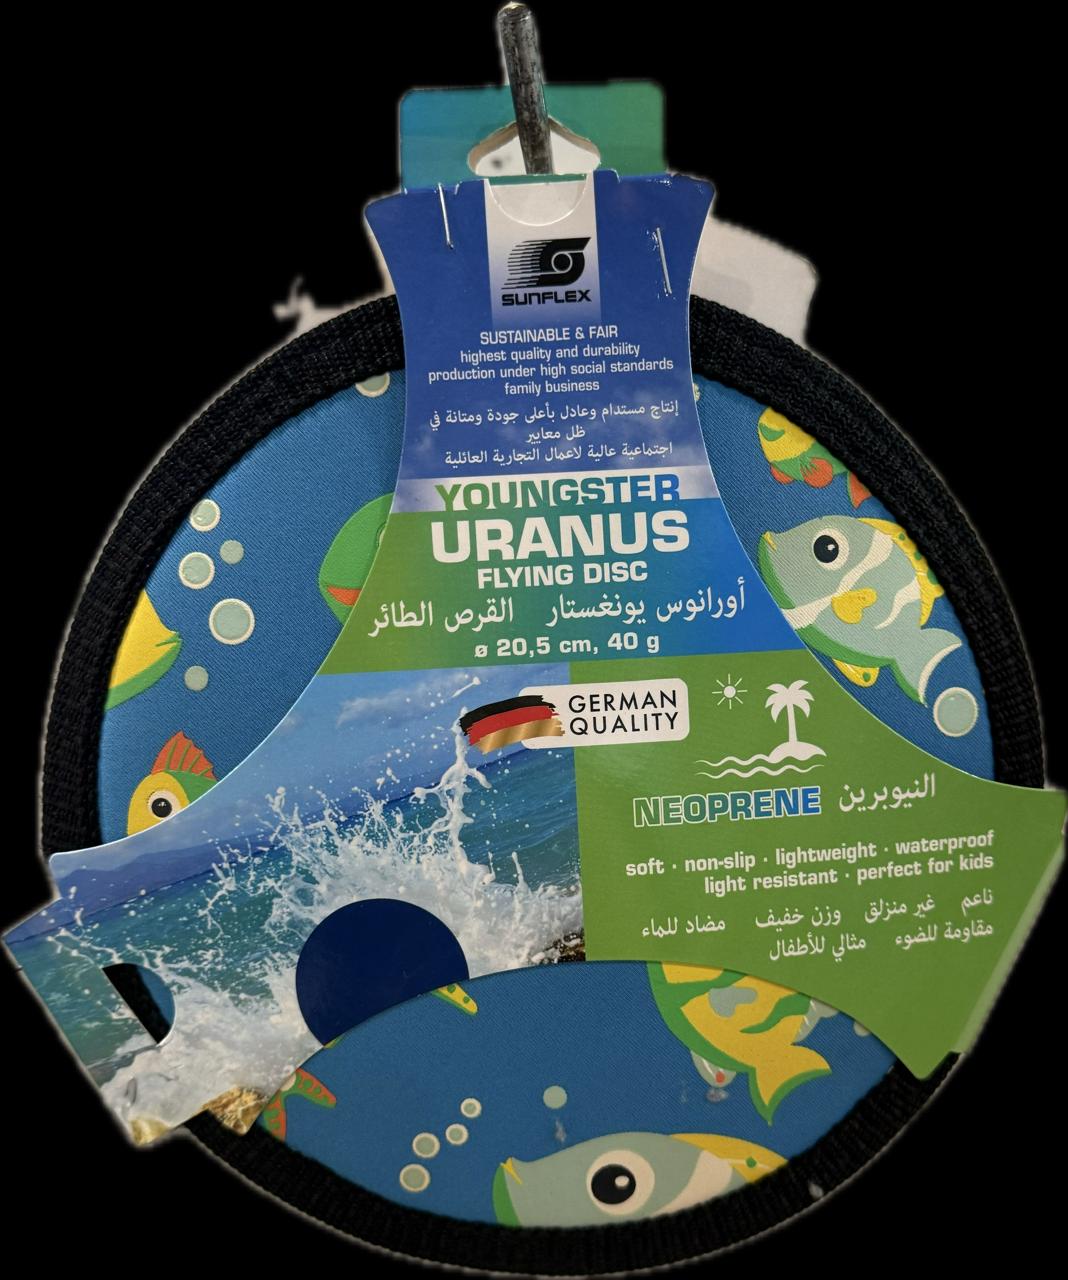 SUNFLEX
SUSTAINABLE & FAIR
highest quality and durability
production under high social standards
family business
إنتاج مستدام وعادل بأعلى جودة ومتانة في
ظل معايير
اجتماعية عالية لاعمال التجارية العائلية
YOUNGSTER
URANUS
FLYING DISC
أورانوس يونغستار القرص الطائر
ø 20,5 cm, 40 g
GERMAN
QUALITY
NEOPRENE النيوبرين
soft · non-slip · lightweight · waterproof
light resistant · perfect for kids
ناعم غير منزلق وزن خفيف مضاد للماء
مقاومة للضوء مثالي للأطفال